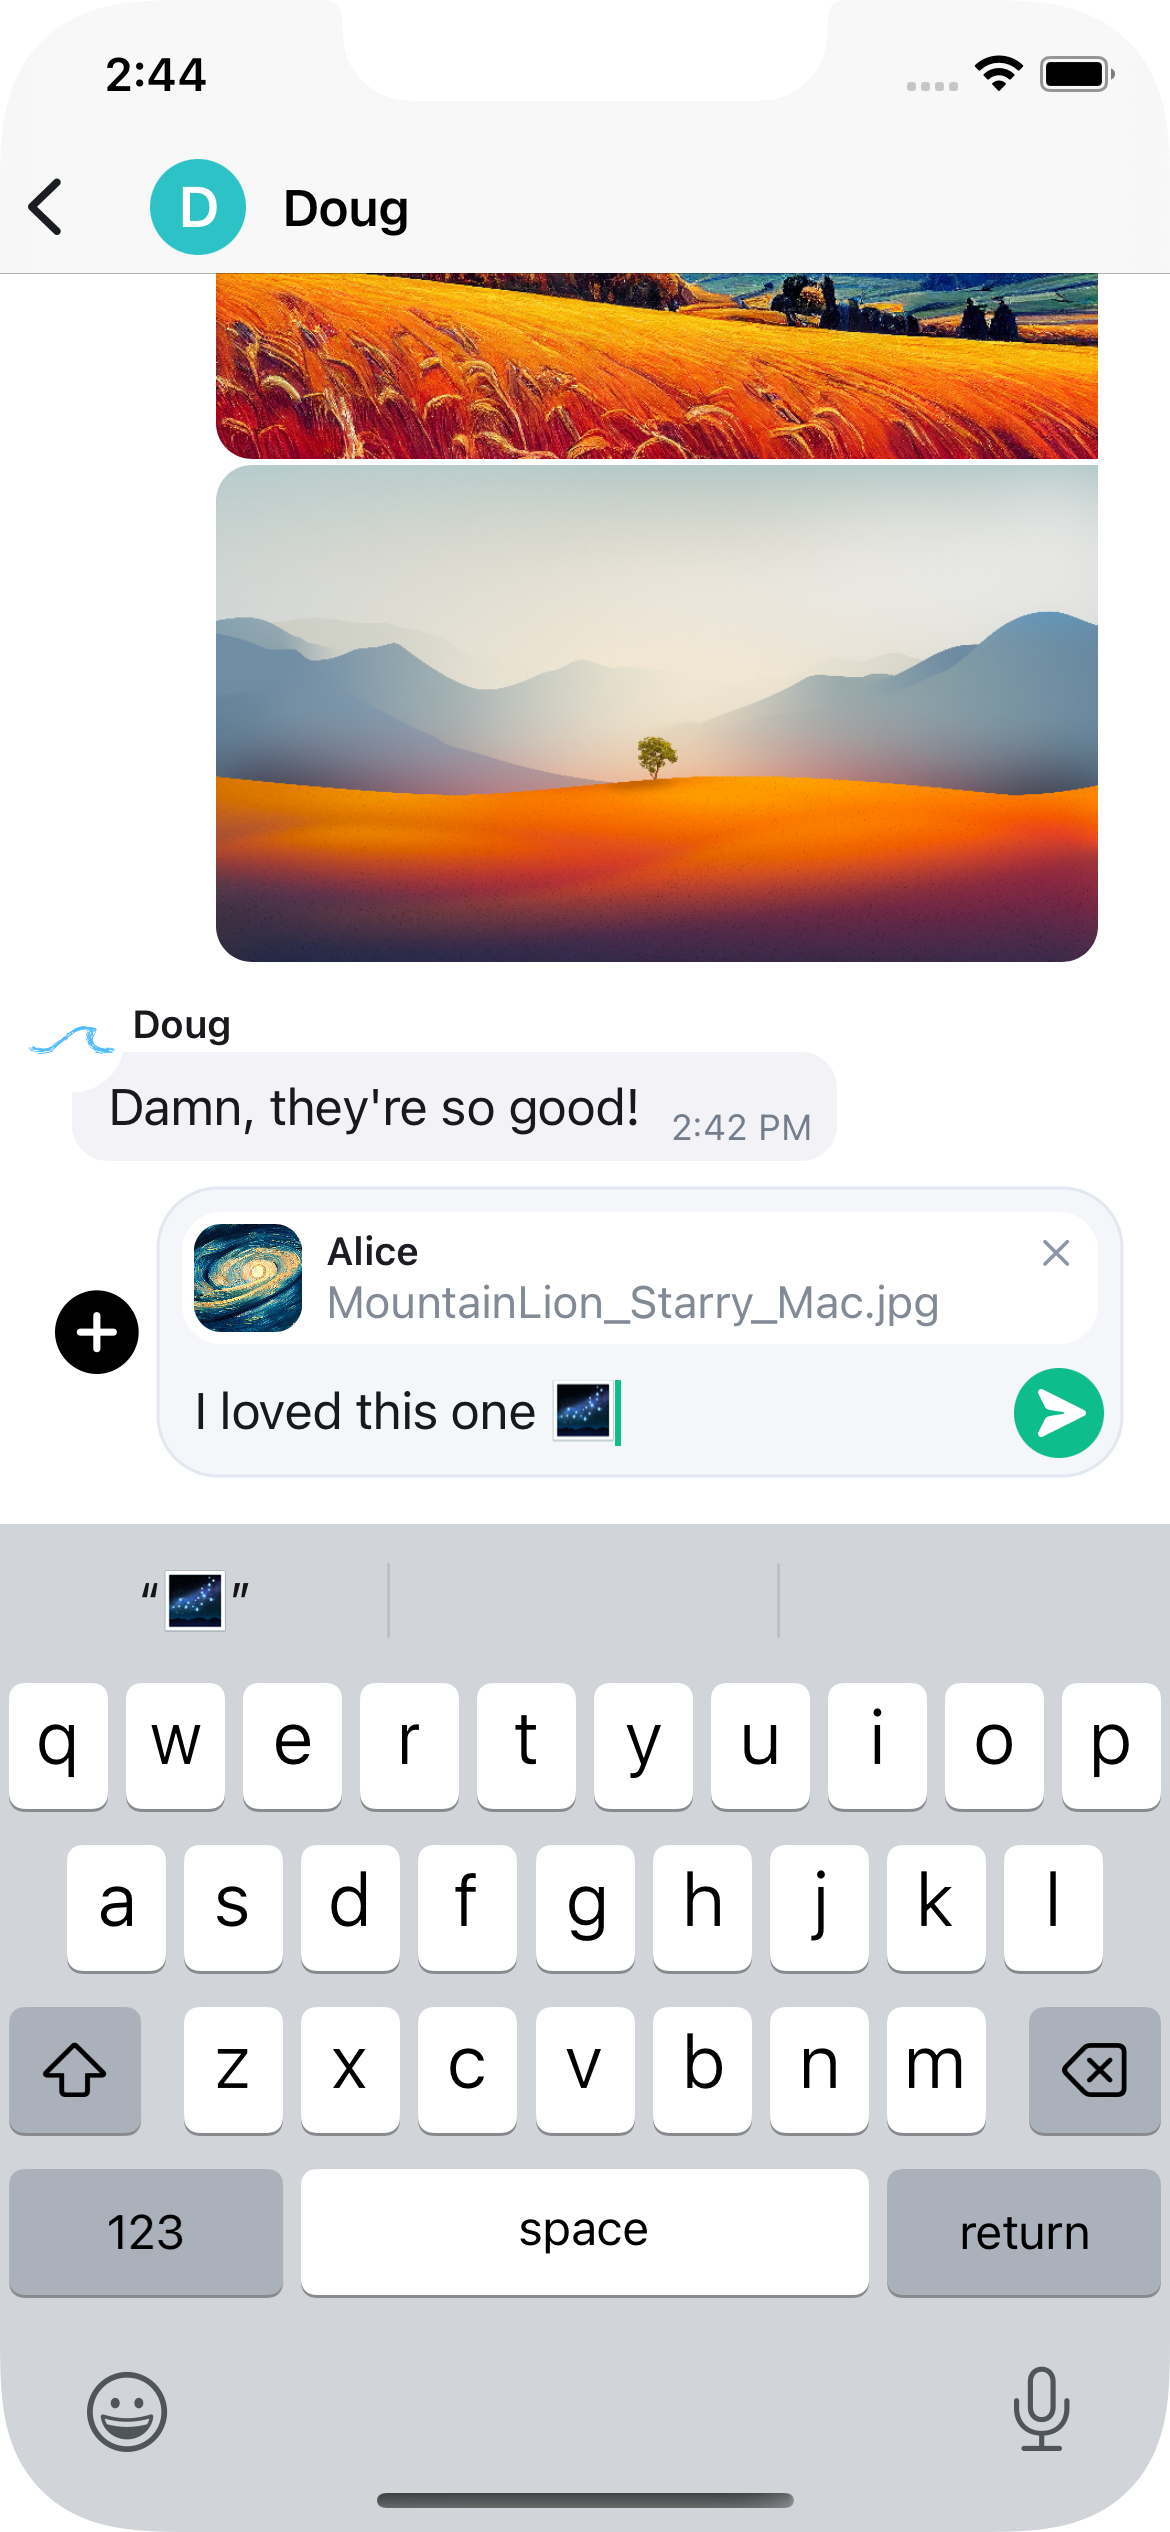 2:44
D Doug
Doug
Damn, they're so good! 2:42 PM
Alice
MountainLion_Starry_Mac.jpg
I loved this one 🌌
“🌌”
q w e r t y u i o p
a s d f g h j k l
z x c v b n m
123 space return